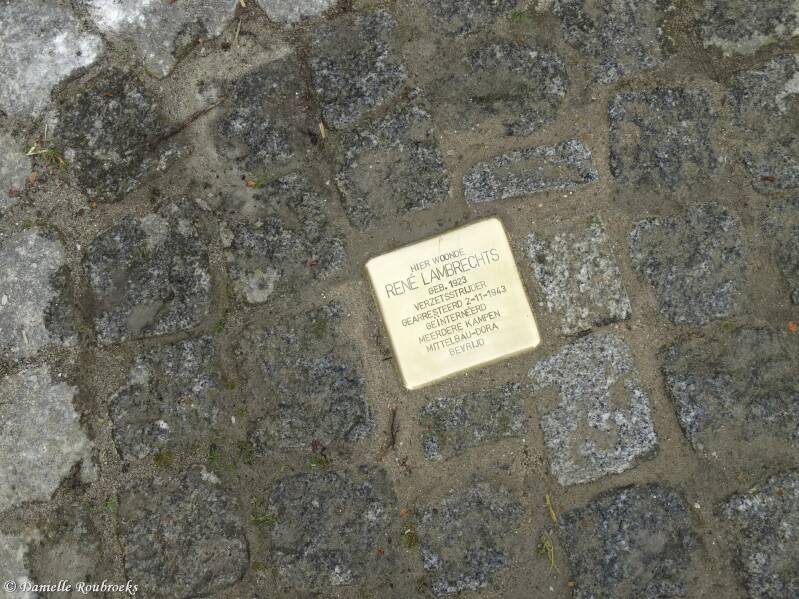 HIER WOONDE
RENÉ LAMBRECHTS
GEB. 1923
VERZETSSTRIJDER
GEARRESTEERD 2-11-1943
GEÏNTERNEERD
MEERDERE KAMPEN
MITTELBAU-DORA
BEVRIJD
© Danielle Roubroeks